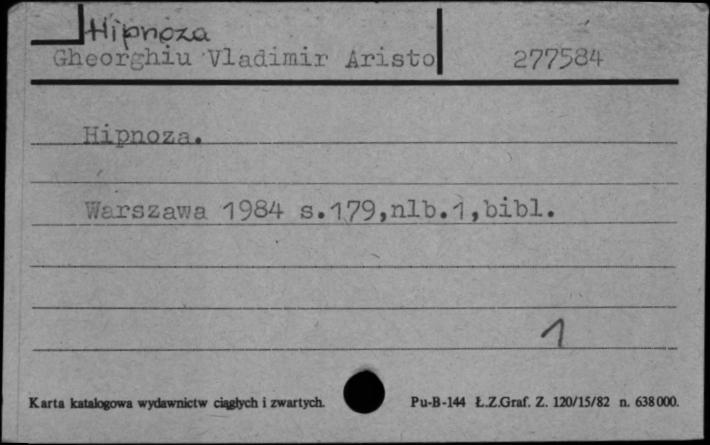 Hipnoza
Gheorghiu Vladimir Aristo 277584
Hipnoza.
Warszawa 1984 s.179,nlb.1,bibl.
1
Karta katalogowa wydawnictw ciągłych i zwartych. Pu-B-144 Ł.Z.Graf. Z. 120/15/82 n. 638000.